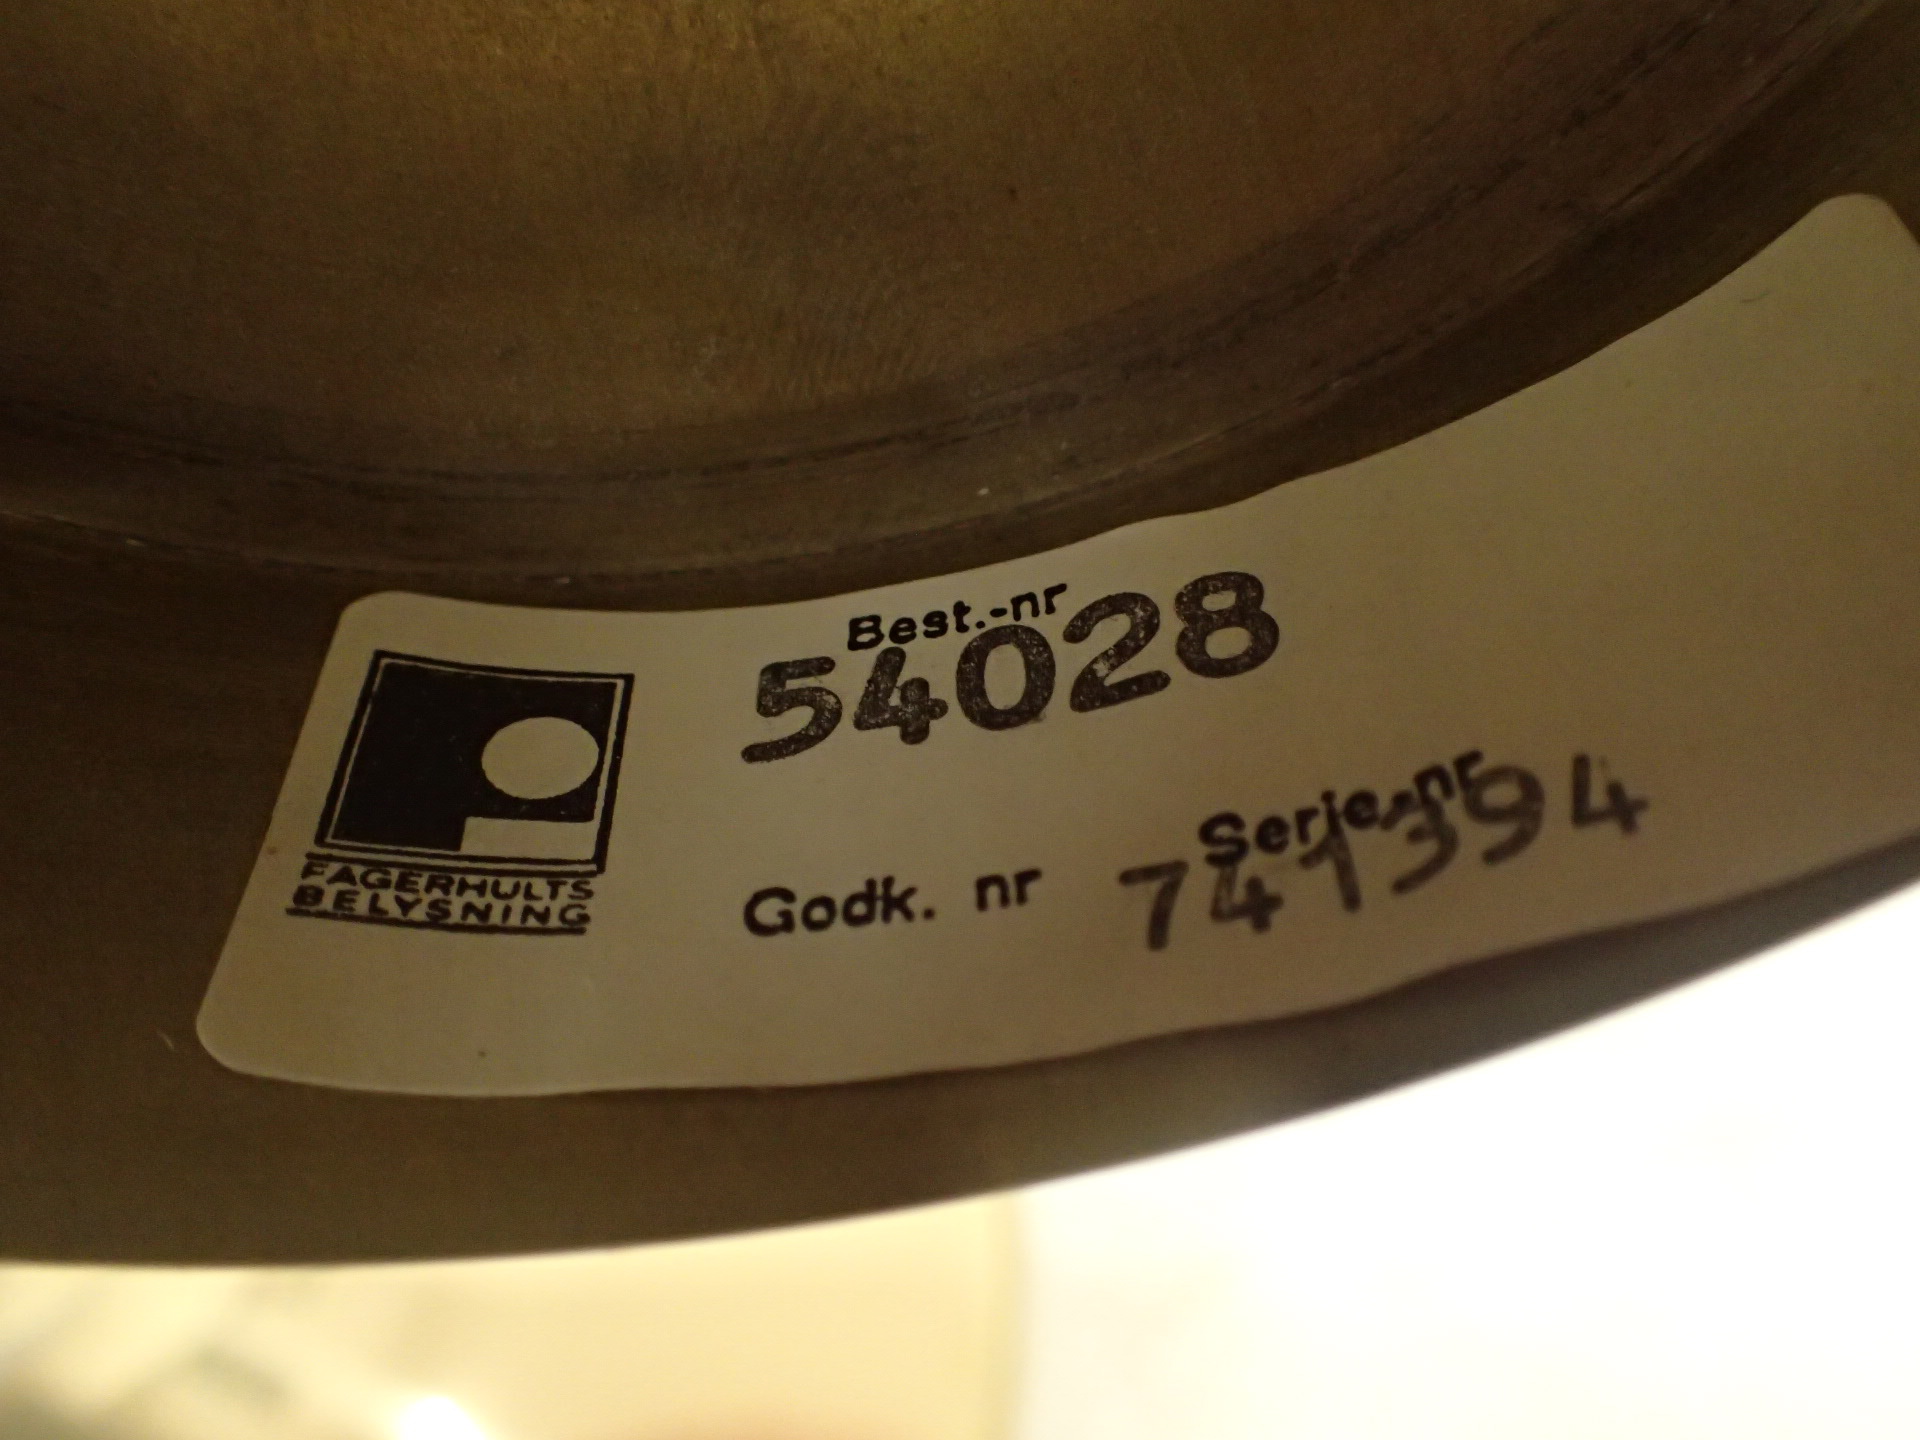 Best.-nr
54028
FAGERHULTS
BELYSNING
Godk. nr
Serie-nr
741394